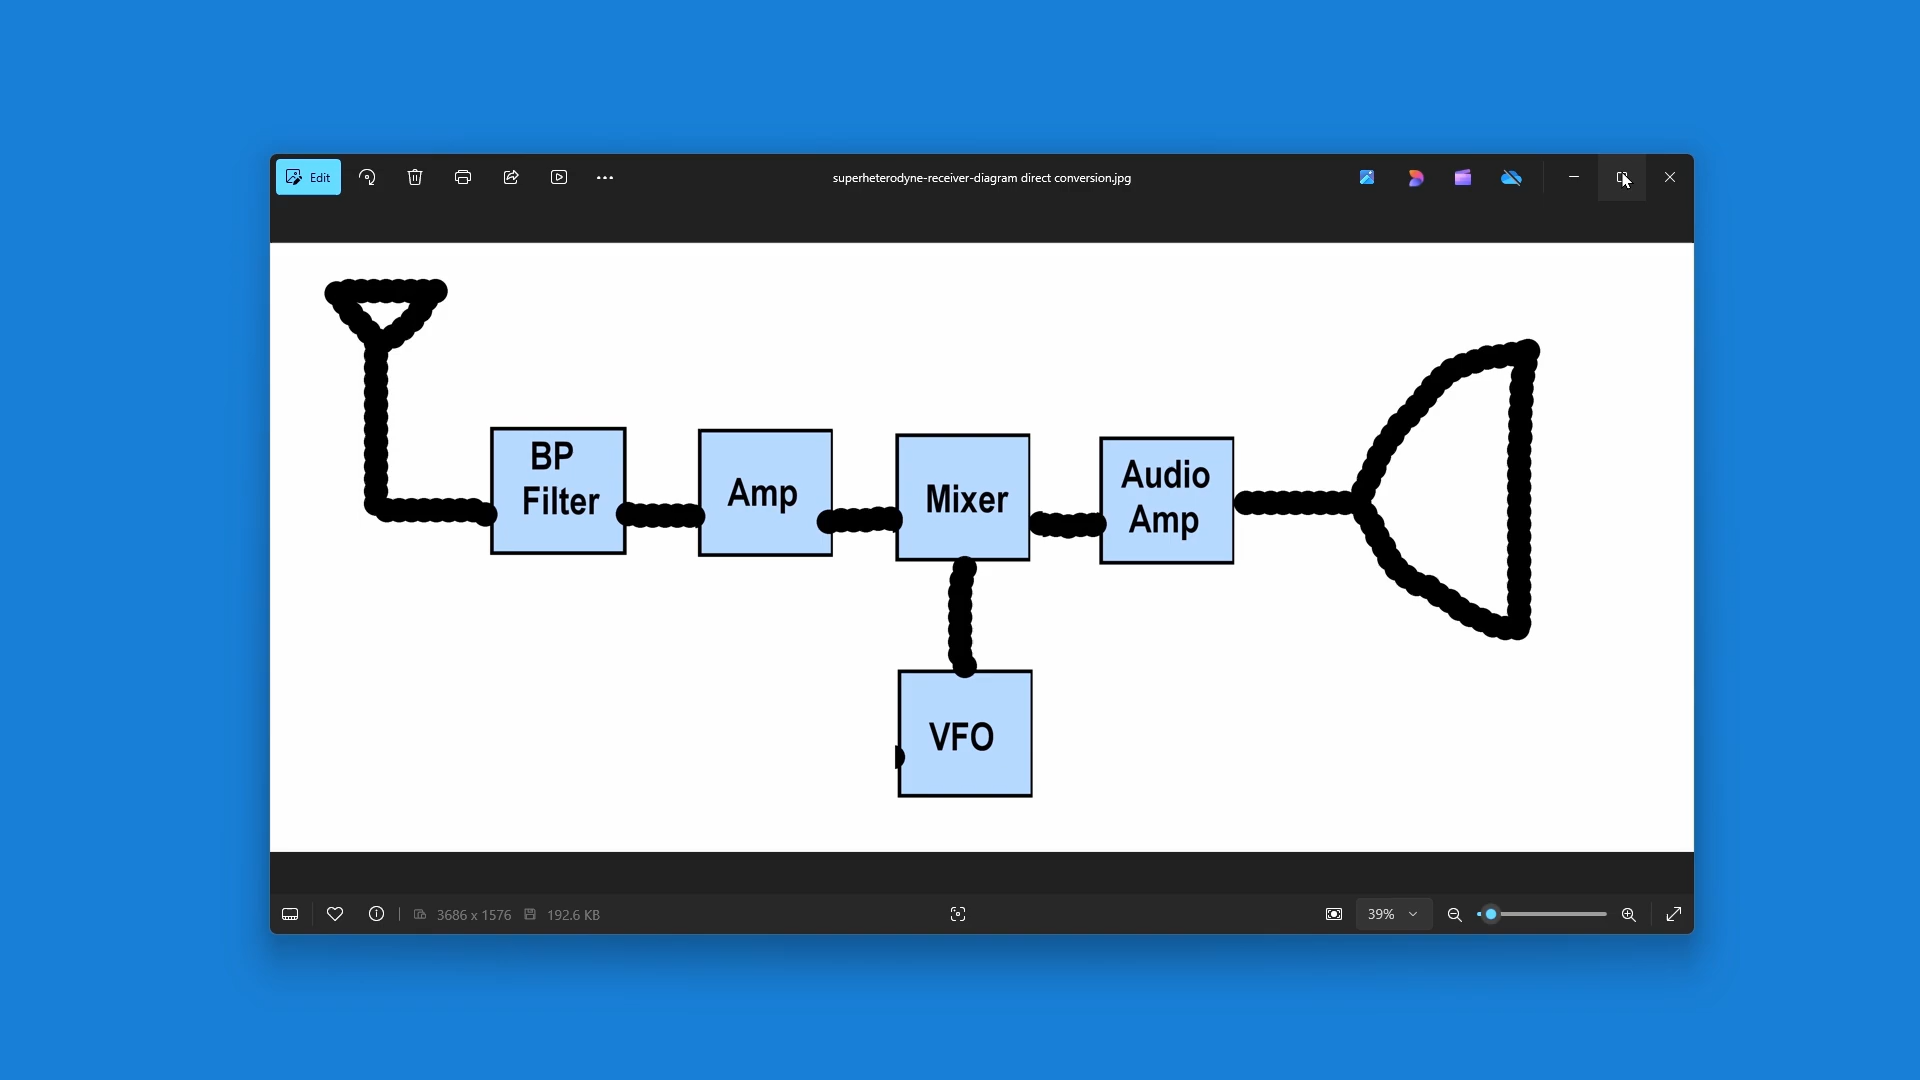 Edit
superheterodyne-receiver-diagram direct conversion.jpg
BP
Filter
Amp
Mixer
Audio
Amp
VFO
3686 x 1576
192.6 KB
39%